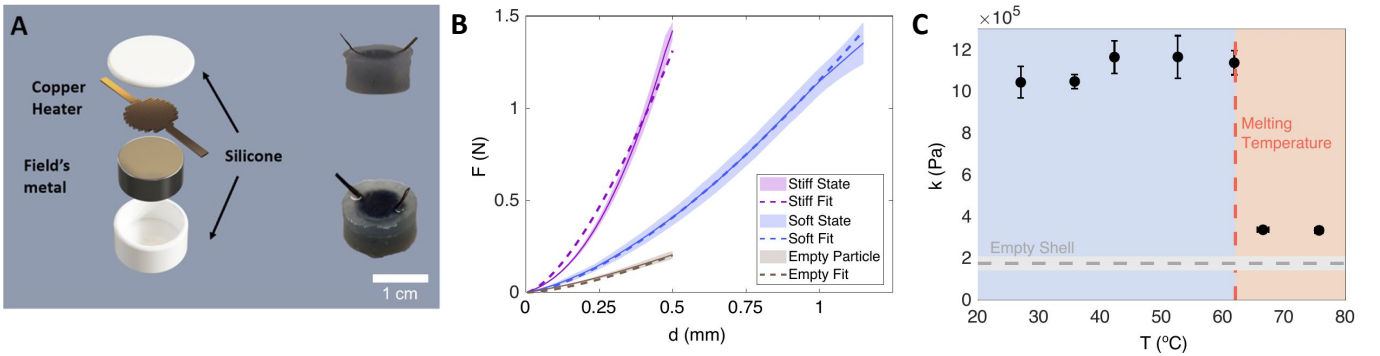 A
Copper
Heater
Field's
metal
Silicone
1 cm
B
F (N)
1.5
1
0.5
0
0
0.25
0.5
0.75
1
d (mm)
Stiff State
Stiff Fit
Soft State
Soft Fit
Empty Particle
Empty Fit
C
×10⁵
k (Pa)
12
10
8
6
4
2
0
Melting
Temperature
Empty Shell
20
30
40
50
60
70
80
T (ºC)